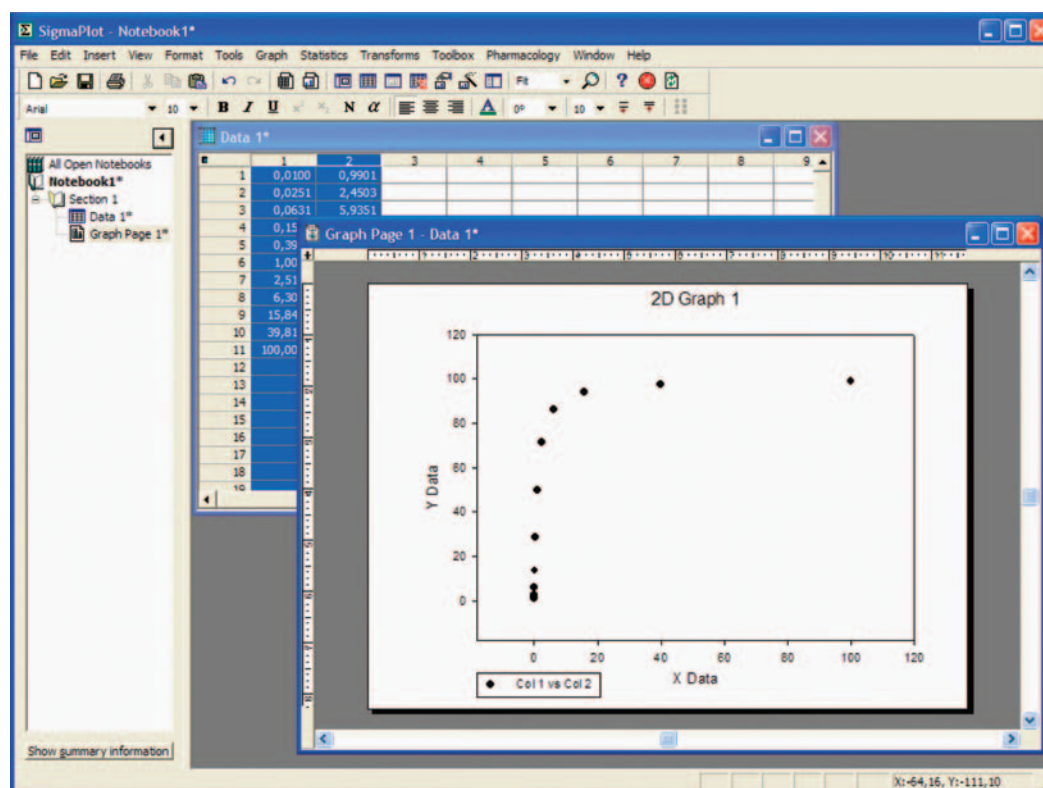 SigmaPlot - Notebook1*
File Edit Insert View Format Tools Graph Statistics Transforms Toolbox Pharmacology Window Help
Fit
Arial 10 B I U N α 0º 10
All Open Notebooks
Notebook1*
Section 1
Data 1*
Graph Page 1*
Show summary information
Data 1*
1 2 3 4 5 6 7 8 9
1 0,0100 0,9901
2 0,0251 2,4503
3 0,0631 5,9351
4 0,15
5 0,39
6 1,00
7 2,51
8 6,30
9 15,84
10 39,81
11 100,00
12
13
14
15
16
17
18
19
Graph Page 1 - Data 1*
2D Graph 1
120
100
80
60
40
20
0
Y Data
0 20 40 60 80 100 120
X Data
Col 1 vs Col 2
X:-64,16, Y:-111,10